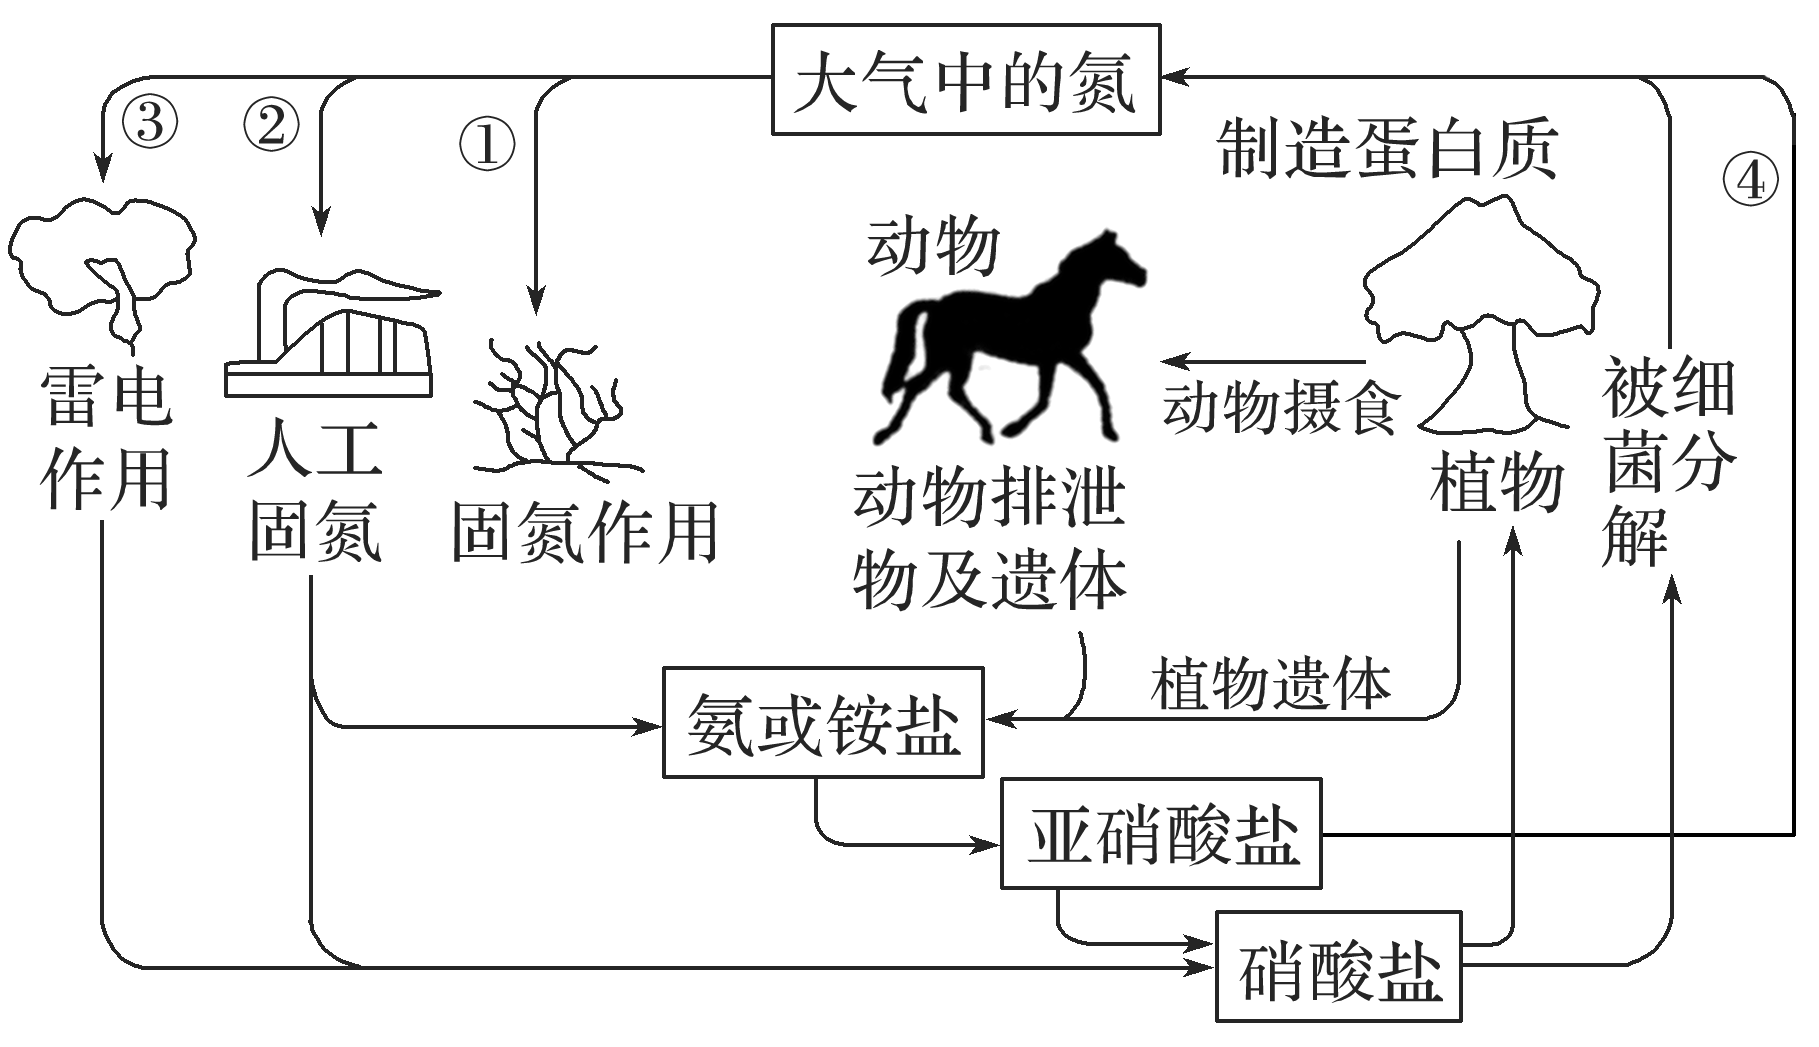 大气中的氮
③
②
①
④
制造蛋白质
动物
雷电
作用
人工
固氮
固氮作用
动物摄食
动物排泄
物及遗体
植物
被细
菌分
解
植物遗体
氨或铵盐
亚硝酸盐
硝酸盐